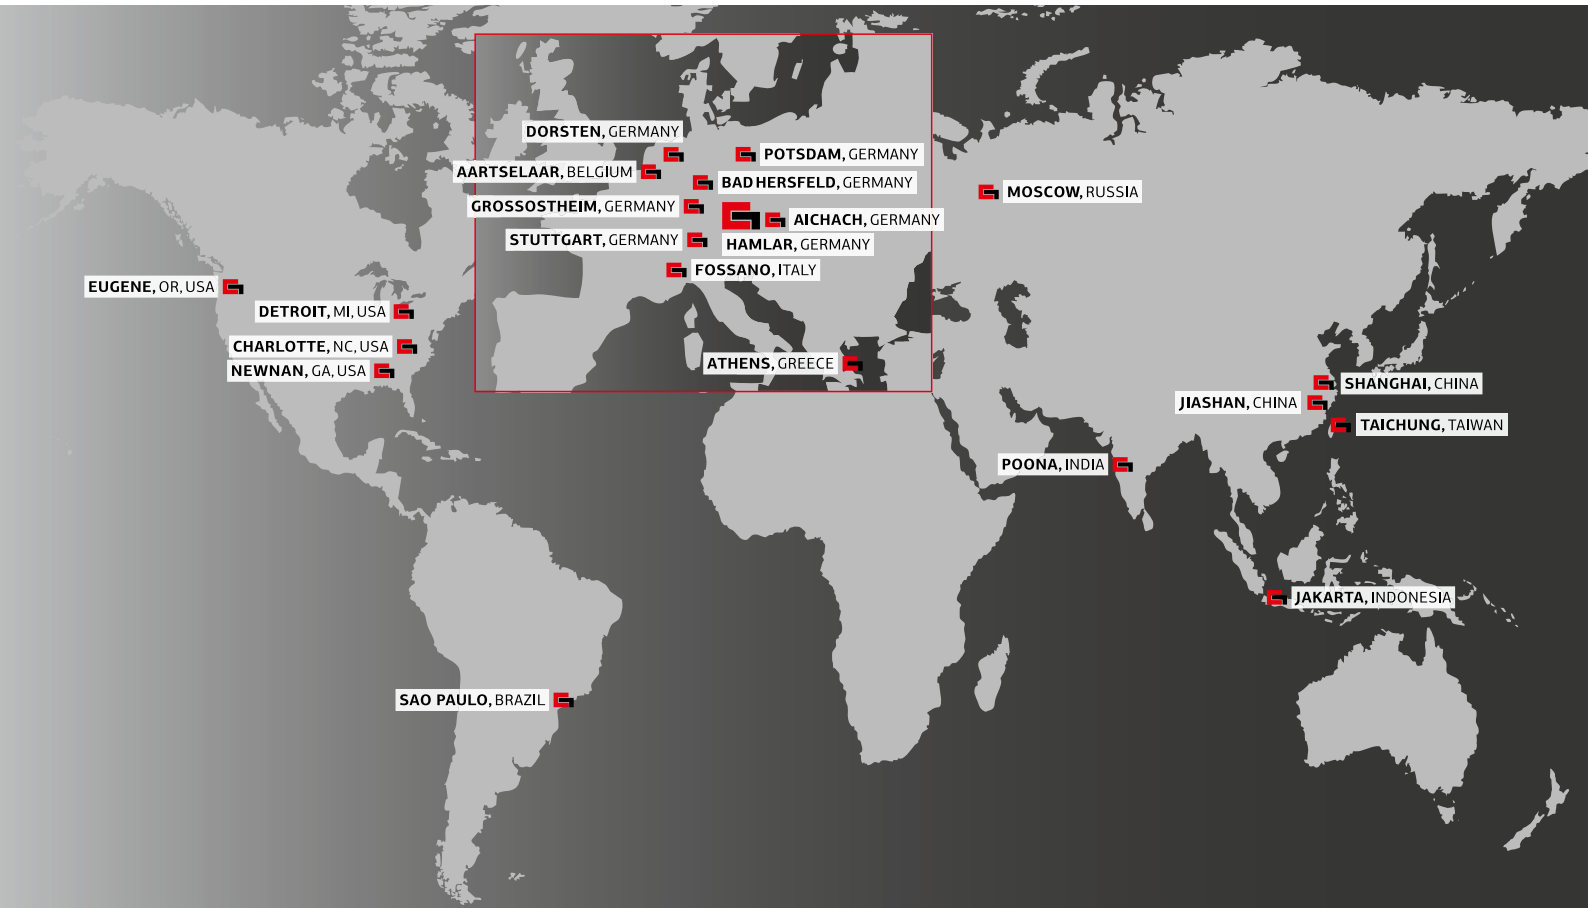 DORSTEN, GERMANY
POTSDAM, GERMANY
AARTSELAAR, BELGIUM
BAD HERSFELD, GERMANY
MOSCOW, RUSSIA
GROSSOSTHEIM, GERMANY
AICHACH, GERMANY
STUTTGART, GERMANY
HAMLAR, GERMANY
FOSSANO, ITALY
EUGENE, OR, USA
DETROIT, MI, USA
CHARLOTTE, NC, USA
NEWNAN, GA, USA
ATHENS, GREECE
SHANGHAI, CHINA
JIASHAN, CHINA
TAICHUNG, TAIWAN
POONA, INDIA
JAKARTA, INDONESIA
SAO PAULO, BRAZIL